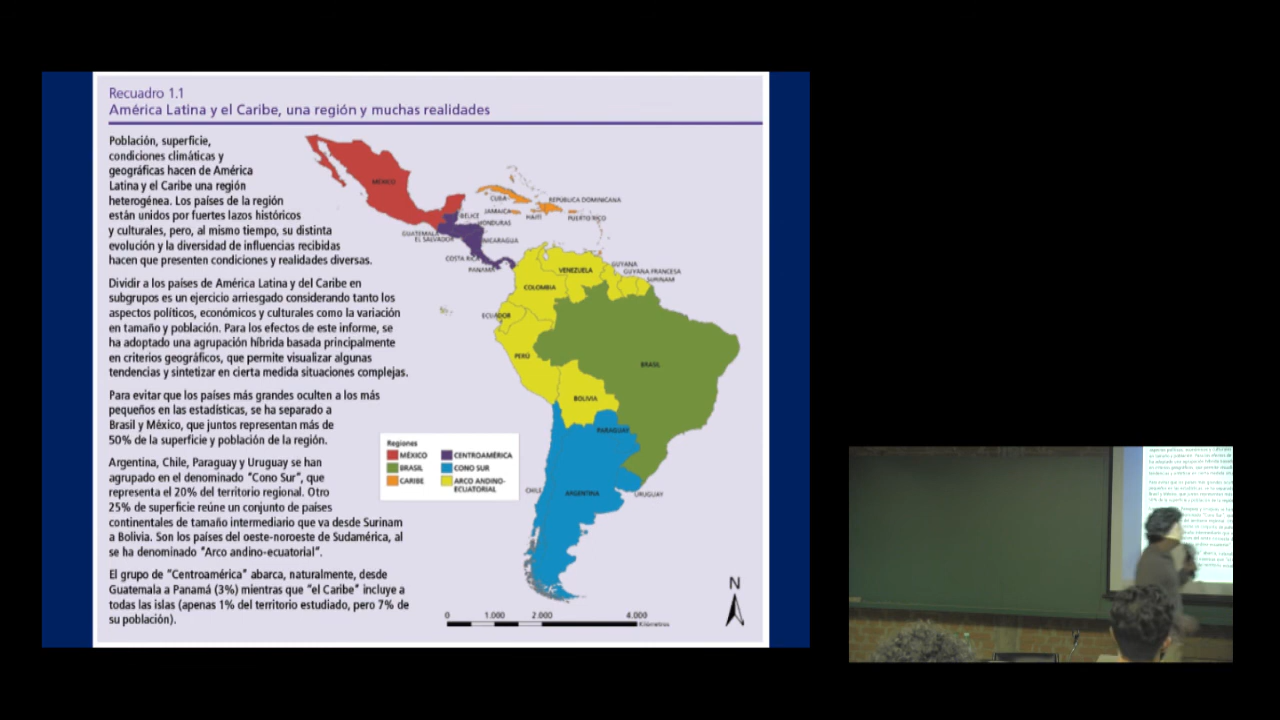 Recuadro 1.1
América Latina y el Caribe, una región y muchas realidades
Población, superficie,
condiciones climáticas y
geográficas hacen de América
Latina y el Caribe una región
heterogénea. Los países de la región
están unidos por fuertes lazos históricos
y culturales, pero, al mismo tiempo, su distinta
evolución y la diversidad de influencias recibidas
hacen que presenten condiciones y realidades diversas.
Dividir a los países de América Latina y del Caribe en
subgrupos es un ejercicio arriesgado considerando tanto los
aspectos políticos, económicos y culturales como la variación
en tamaño y población. Para los efectos de este informe, se
ha adoptado una agrupación híbrida basada principalmente
en criterios geográficos, que permite visualizar algunas
tendencias y sintetizar en cierta medida situaciones complejas.
Para evitar que los países más grandes oculten a los más
pequeños en las estadísticas, se ha separado a
Brasil y México, que juntos representan más de
50% de la superficie y población de la región.
Argentina, Chile, Paraguay y Uruguay se han
agrupado en el denominado "Cono Sur", que
representa el 20% del territorio regional. Otro
25% de superficie reúne un conjunto de países
continentales de tamaño intermediario que va desde Surinam
a Bolivia. Son los países del oeste-noroeste de Sudamérica, al
se ha denominado "Arco andino-ecuatorial".
El grupo de "Centroamérica" abarca, naturalmente, desde
Guatemala a Panamá (3%) mientras que "el Caribe" incluye a
todas las islas (apenas 1% del territorio estudiado, pero 7% de
su población).
MÉXICO
CUBA
REPÚBLICA DOMINICANA
JAMAICA
HAITÍ
PUERTO RICO
BELICE
HONDURAS
GUATEMALA
EL SALVADOR
NICARAGUA
COSTA RICA
PANAMÁ
VENEZUELA
GUYANA
GUYANA FRANCESA
SURINAM
COLOMBIA
ECUADOR
PERÚ
BRASIL
BOLIVIA
PARAGUAY
CHILE
ARGENTINA
URUGUAY
Regiones
MÉXICO
CENTROAMÉRICA
BRASIL
CONO SUR
CARIBE
ARCO ANDINO-
ECUATORIAL
N
0 1.000 2.000 4.000
Kilómetros